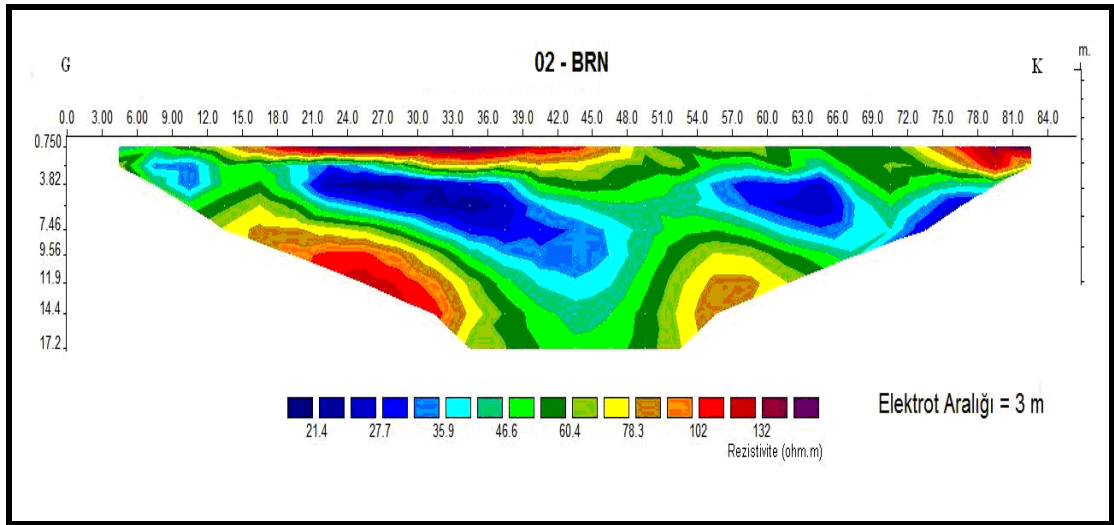 02 - BRN
G
K
m.
0.0 3.00 6.00 9.00 12.0 15.0 18.0 21.0 24.0 27.0 30.0 33.0 36.0 39.0 42.0 45.0 48.0 51.0 54.0 57.0 60.0 63.0 66.0 69.0 72.0 75.0 78.0 81.0 84.0
0.750
3.82
7.46
9.56
11.9
14.4
17.2
21.4 27.7 35.9 46.6 60.4 78.3 102 132
Rezistivite (ohm.m)
Elektrot Aralığı = 3 m